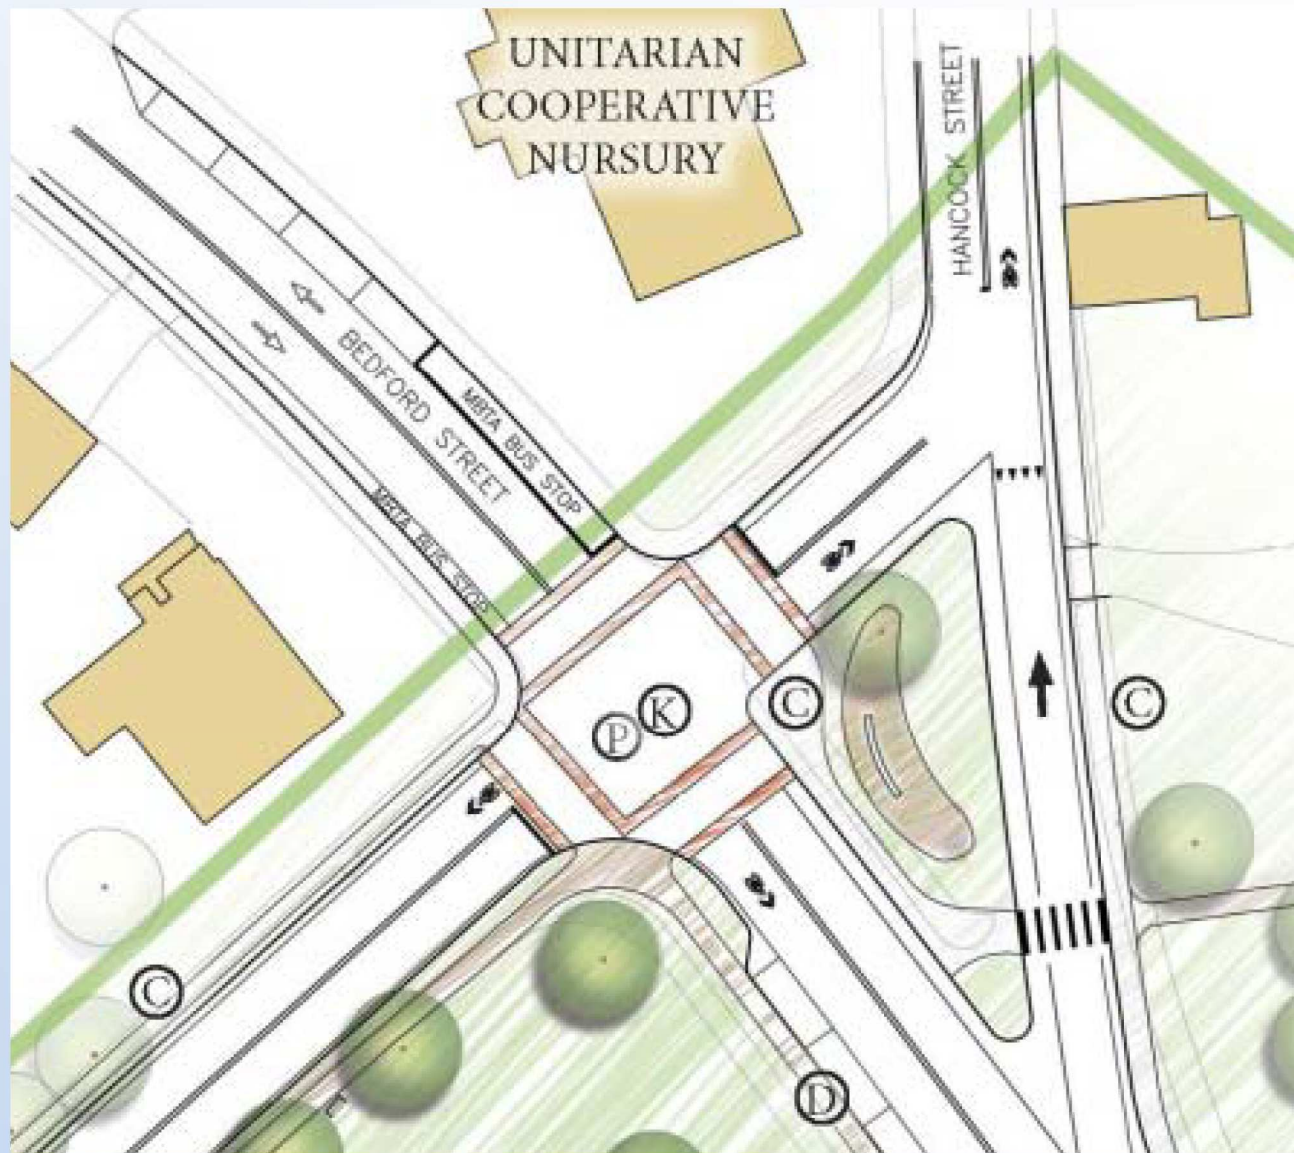 UNITARIAN
COOPERATIVE
NURSURY
HANCOCK STREET
BEDFORD STREET
MBTA BUS STOP
MBTA BUS STOP
P
K
C
C
C
D